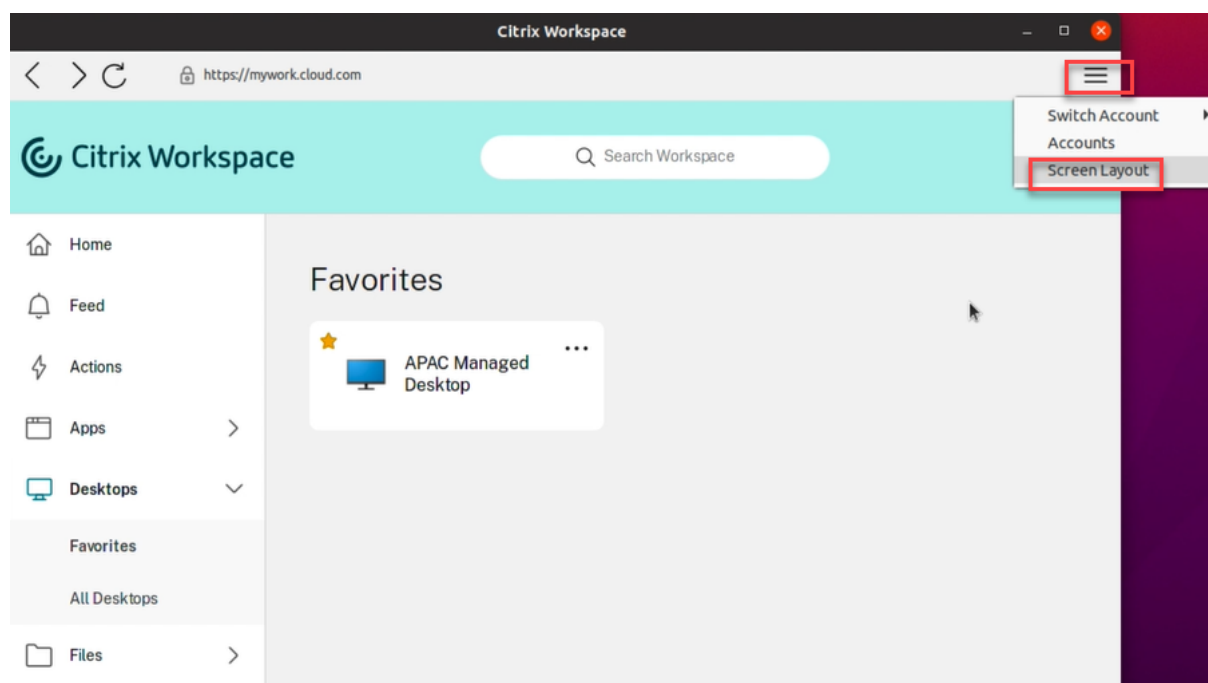 Citrix Workspace
https://mywork.cloud.com
Switch Account
Accounts
Screen Layout
Citrix Workspace
Search Workspace
Home
Feed
Actions
Apps
Desktops
Favorites
All Desktops
Files
Favorites
APAC Managed
Desktop